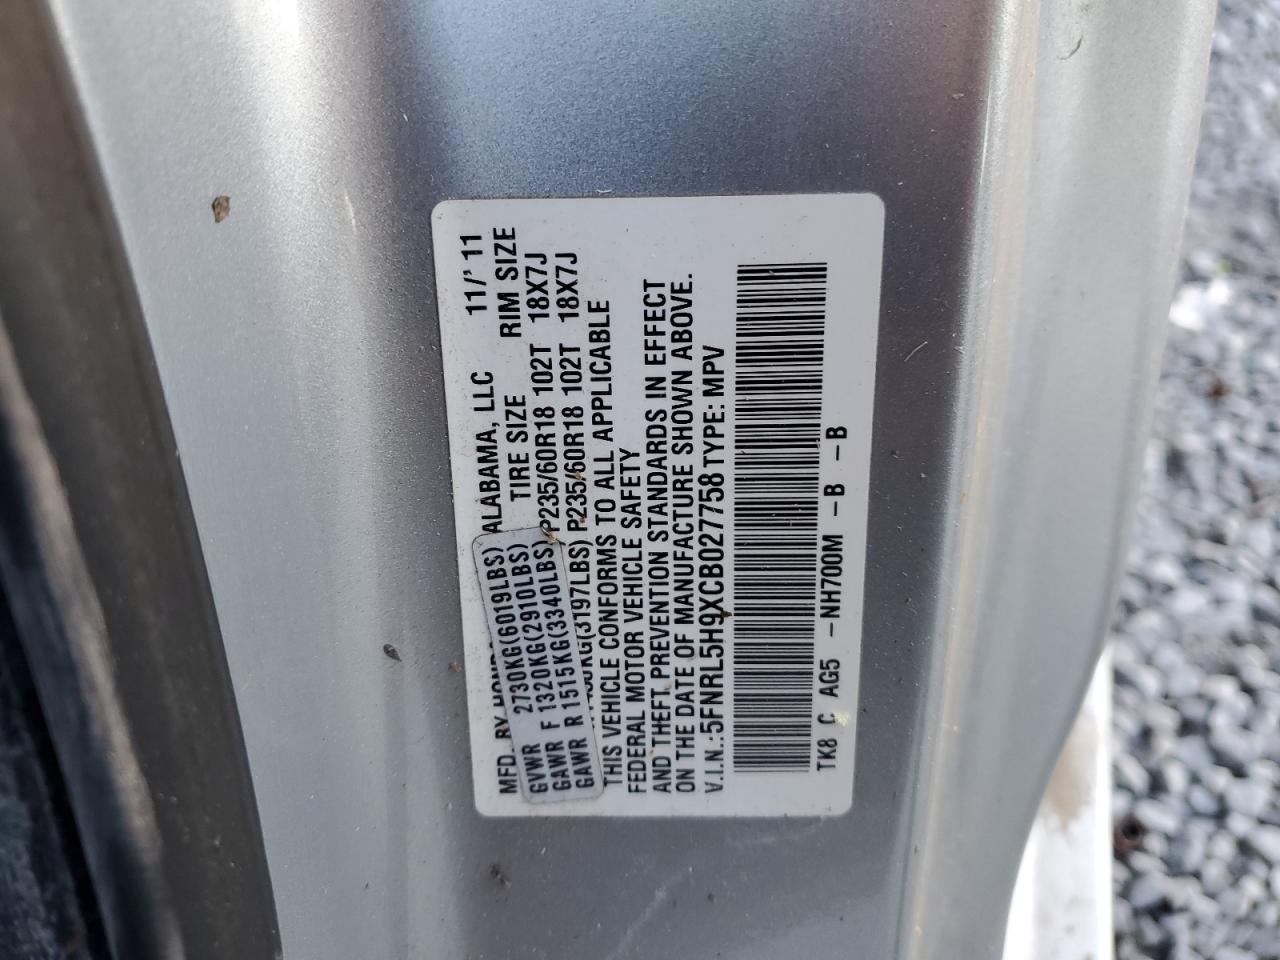 MFD. BY HOND ALABAMA, LLC 11/'11
GVWR 2730KG(6019LBS) TIRE SIZE RIM SIZE
GAWR F 1320KG(2910LBS) P235/60R18 102T 18X7J
GAWR R 1515KG(3340LBS) KG(3197LBS) P235/60R18 102T 18X7J
THIS VEHICLE CONFORMS TO ALL APPLICABLE
FEDERAL MOTOR VEHICLE SAFETY
AND THEFT PREVENTION STANDARDS IN EFFECT
ON THE DATE OF MANUFACTURE SHOWN ABOVE.
V.I.N.:5FNRL5H9XCB027758 TYPE: MPV
TK8 C AG5 -NH700M -B -B